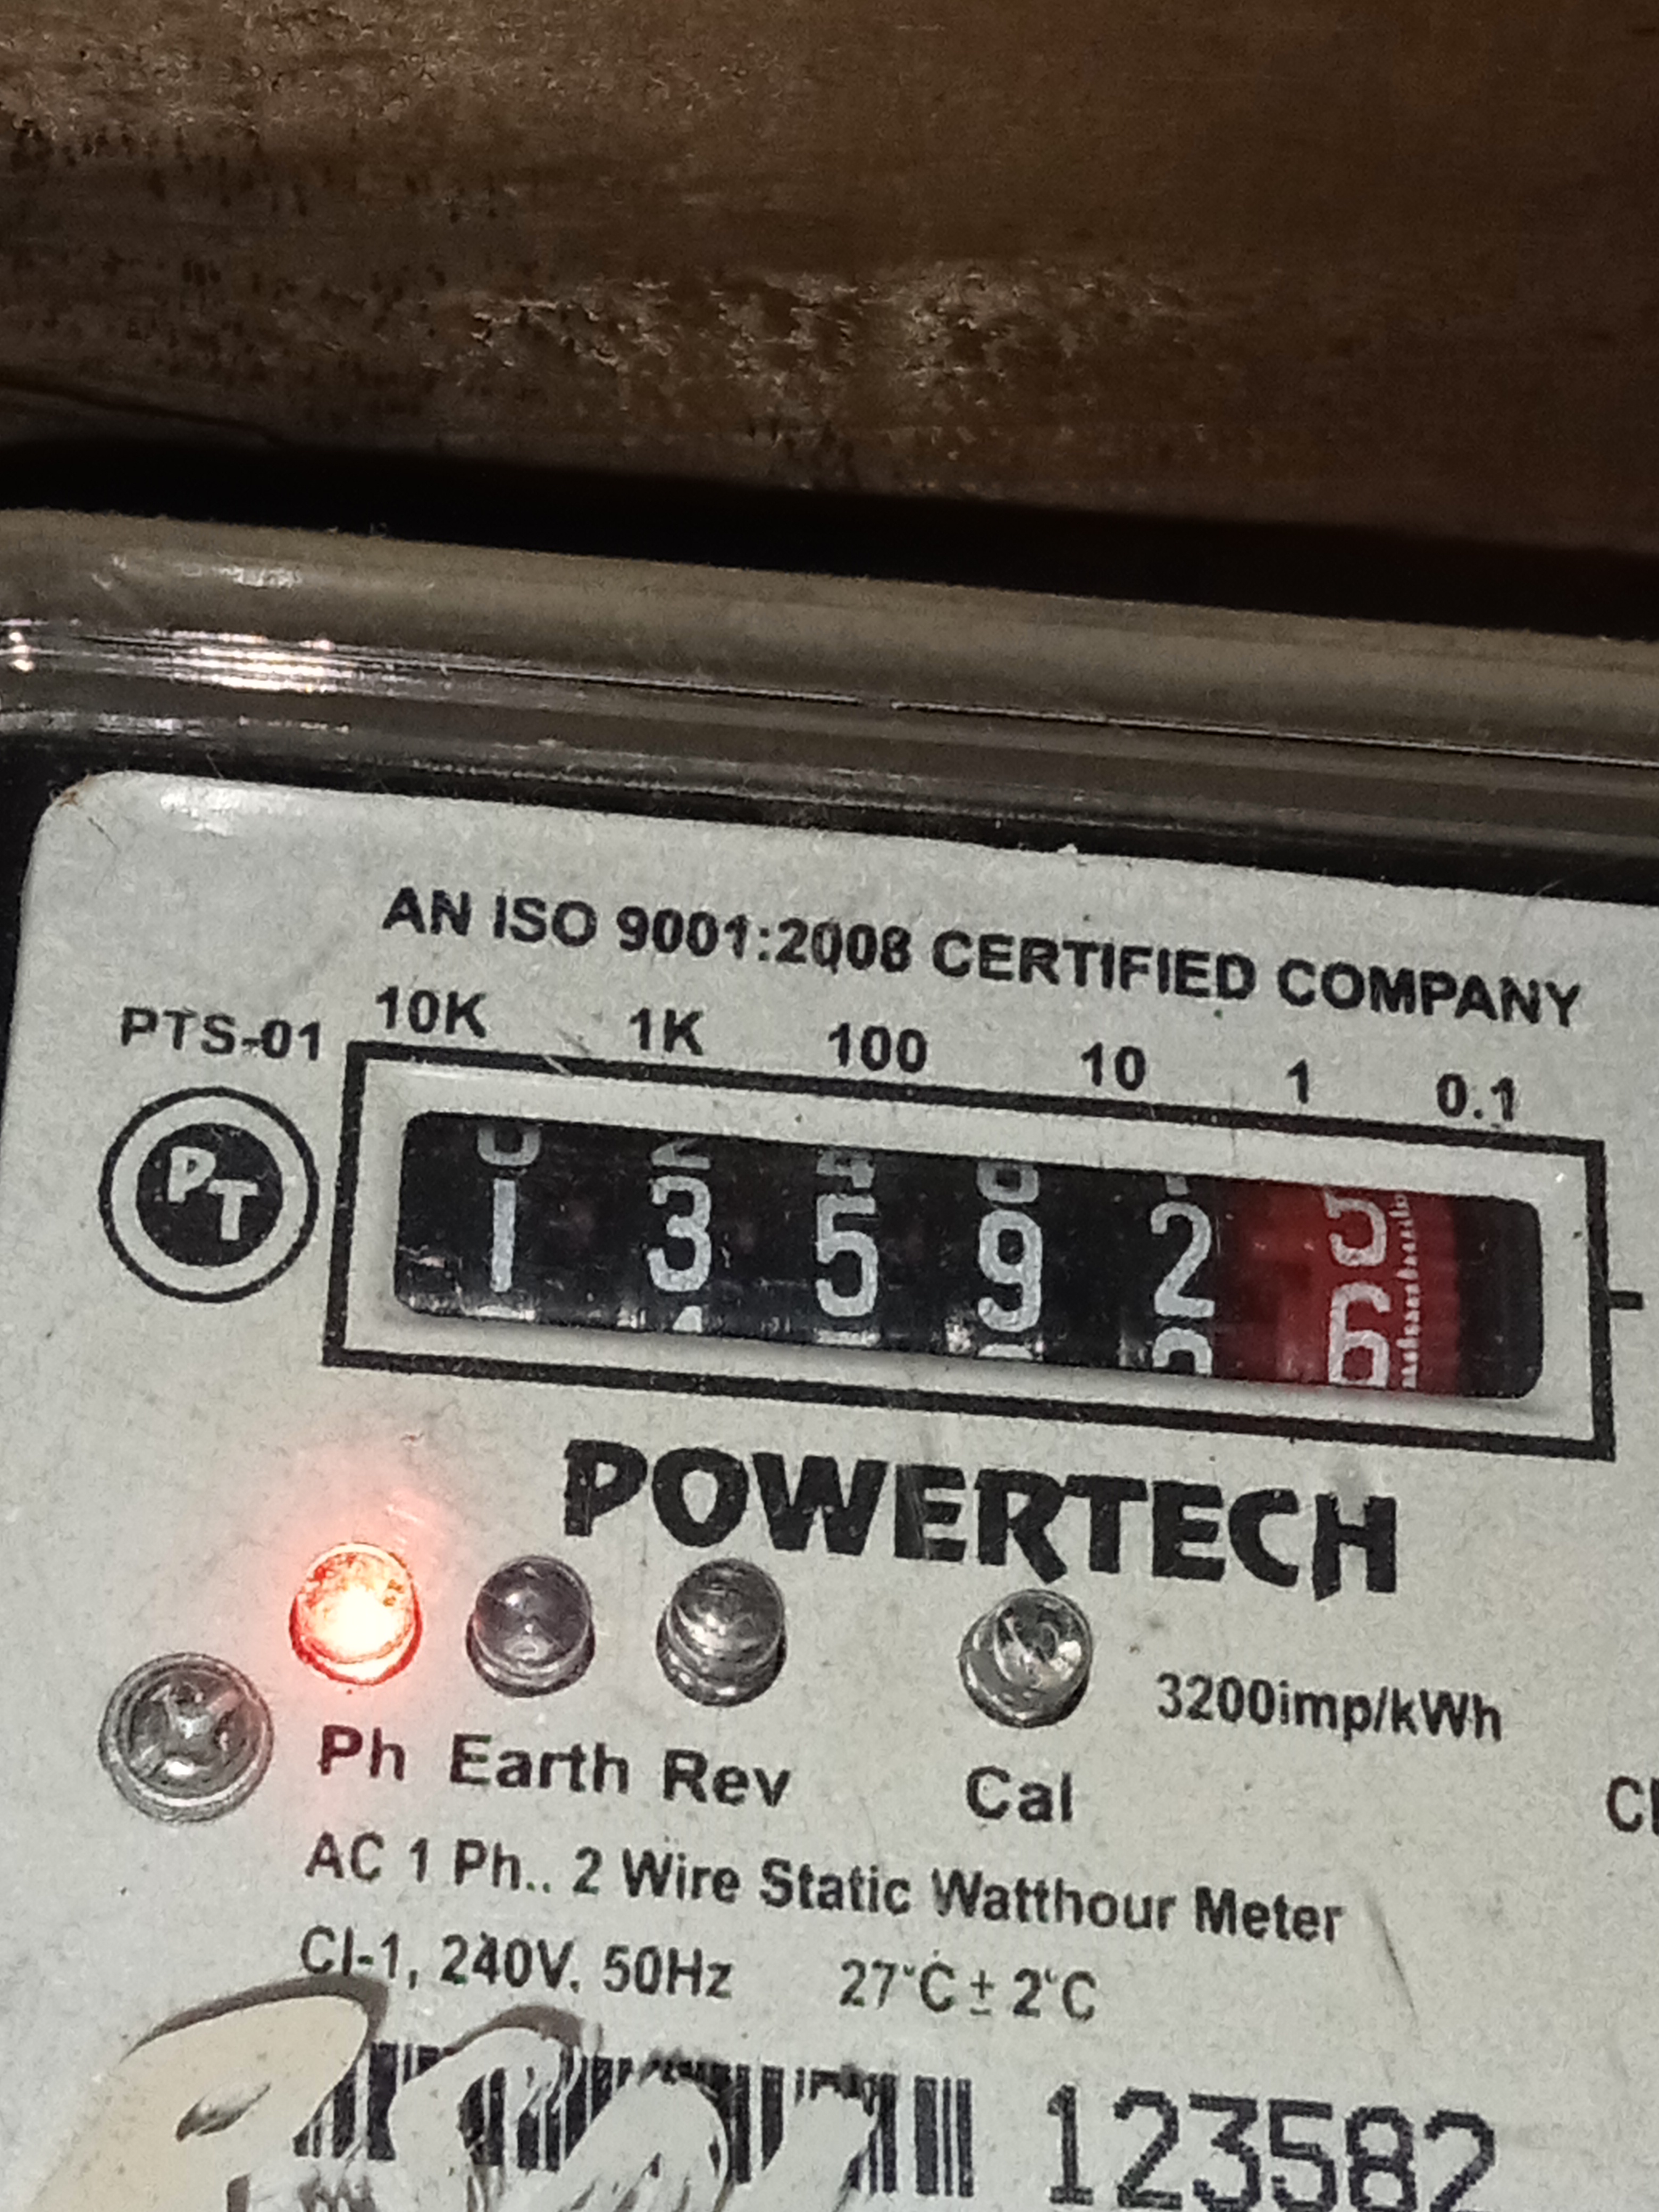 AN ISO 9001:2008 CERTIFIED COMPANY
PTS-01 10K 1K 100 10 1 0.1
PT
1 3 5 9 2 5
6
POWERTECH
3200imp/kWh
Ph Earth Rev Cal
AC 1 Ph.. 2 Wire Static Watthour Meter
Cl-1, 240V, 50Hz 27°C ± 2°C
123582